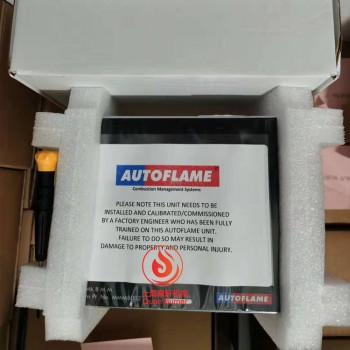 AUTOFLAME
Combustion Management Systems
PLEASE NOTE THIS UNIT NEEDS TO BE
INSTALLED AND CALIBRATED/COMMISSIONED
BY A FACTORY ENGINEER WHO HAS BEEN FULLY
TRAINED ON THIS AUTOFLAME UNIT.
FAILURE TO DO SO MAY RESULT IN
DAMAGE TO PROPERTY AND PERSONAL INJURY.
Mk 8 M.M
AUTOFLAME